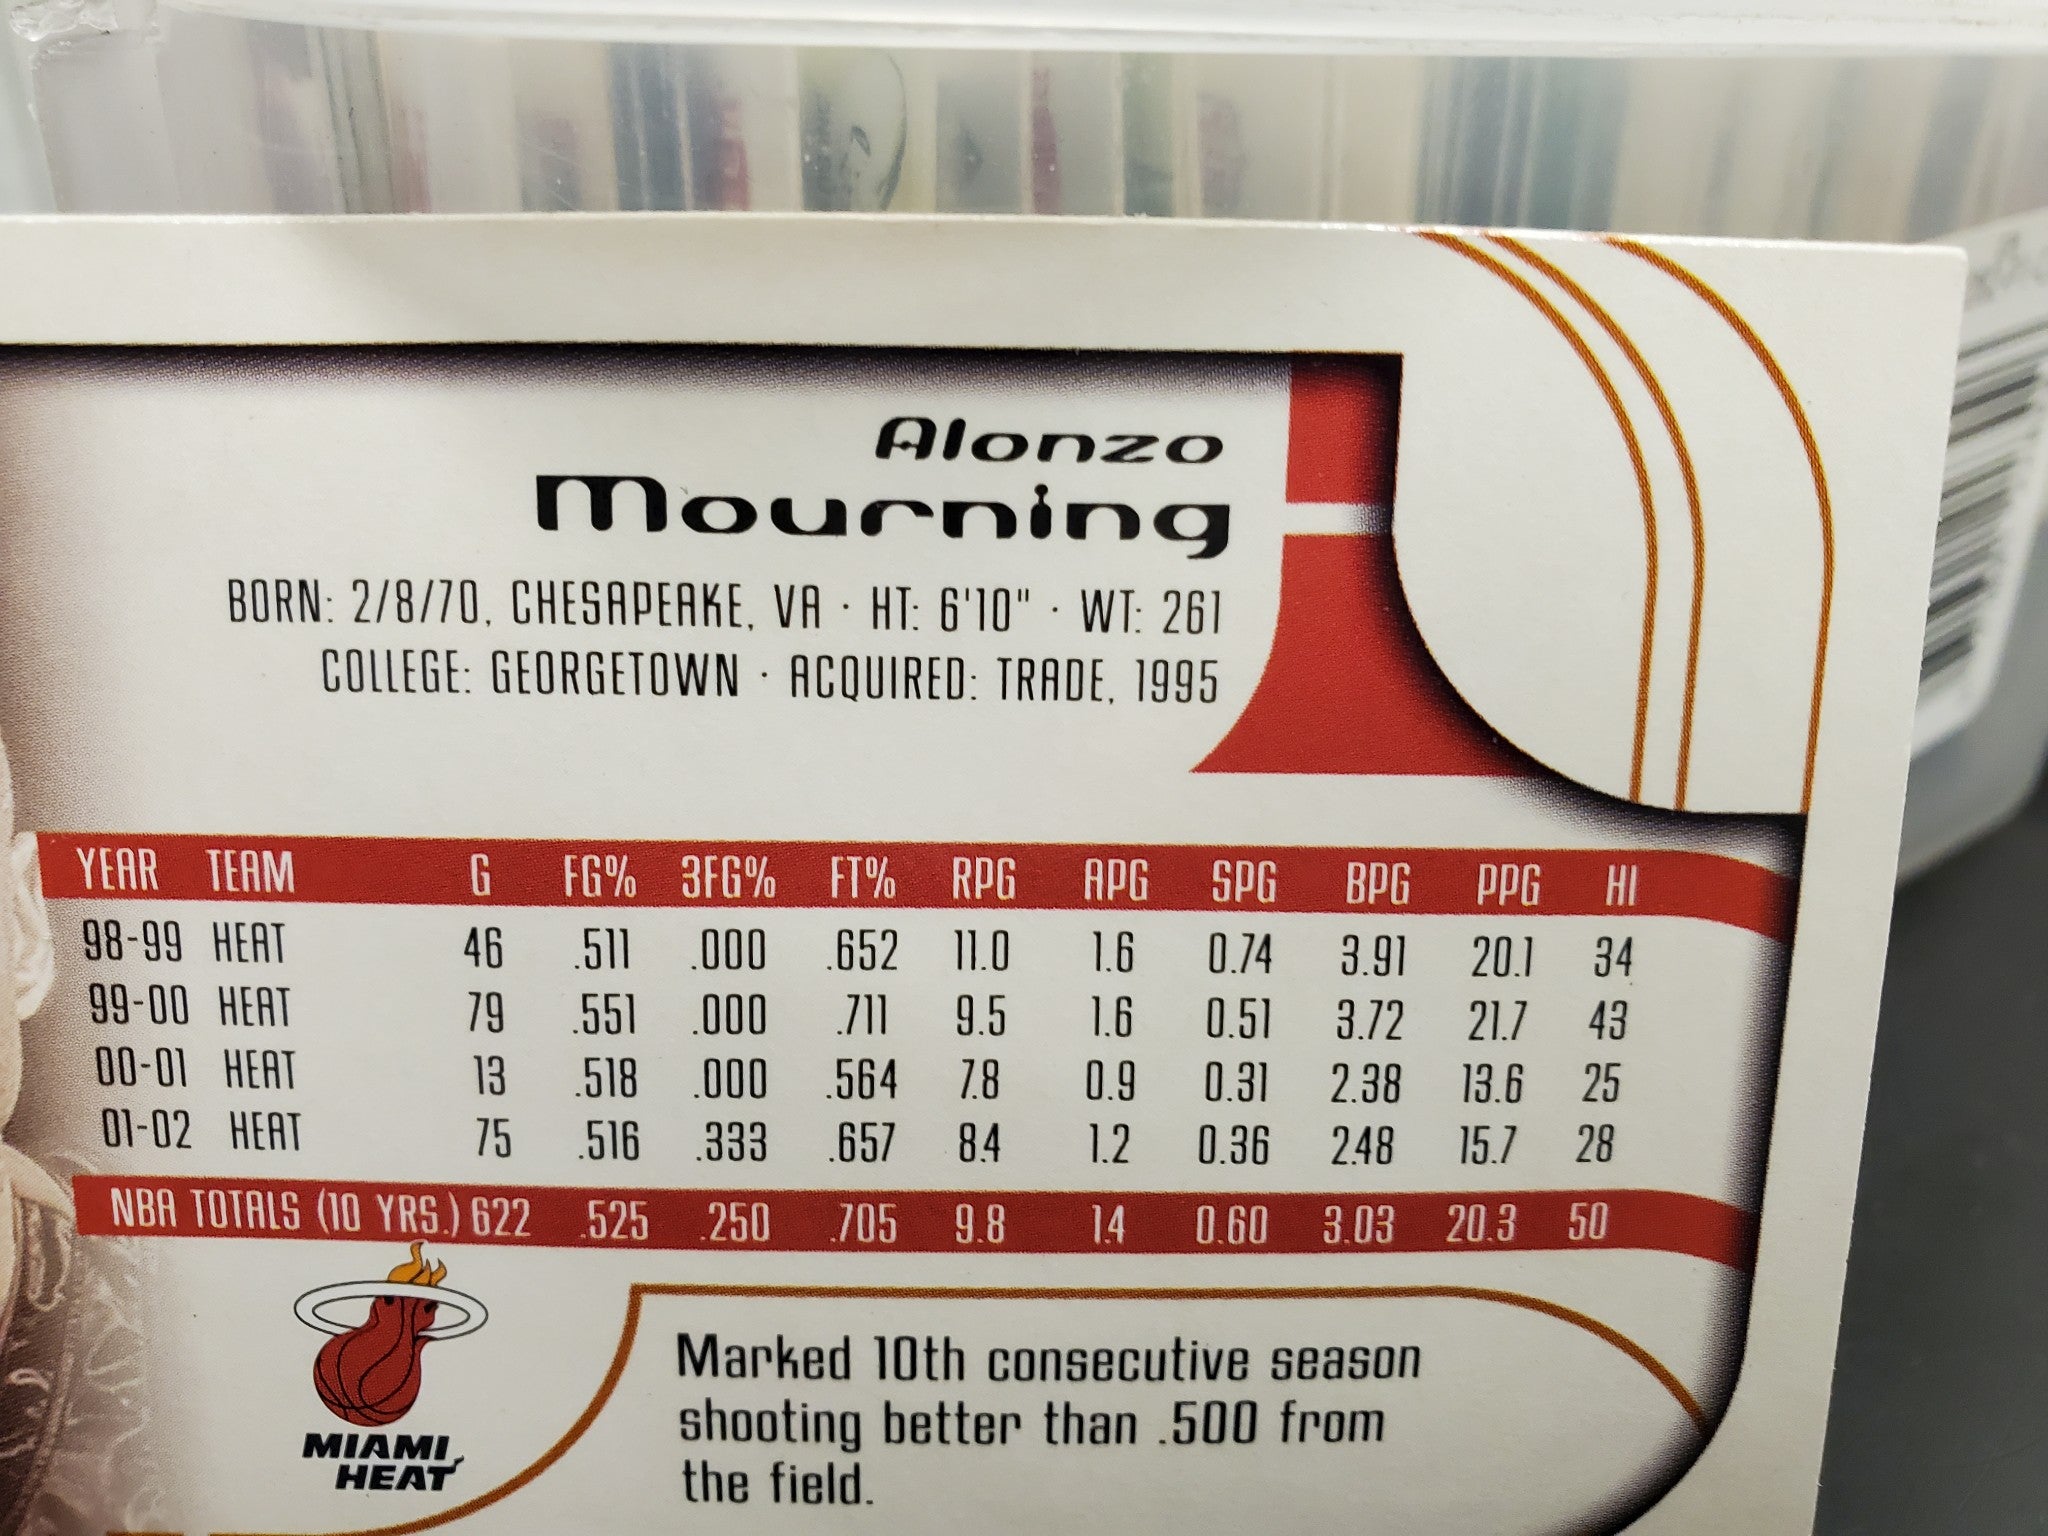 Alonzo
Mourning
BORN: 2/8/70, CHESAPEAKE, VA · HT: 6'10" · WT: 261
COLLEGE: GEORGETOWN · ACQUIRED: TRADE, 1995
YEAR TEAM G FG% 3FG% FT% RPG APG SPG BPG PPG HI
98-99 HEAT 46 .511 .000 .652 11.0 1.6 0.74 3.91 20.1 34
99-00 HEAT 79 .551 .000 .711 9.5 1.6 0.51 3.72 21.7 43
00-01 HEAT 13 .518 .000 .564 7.8 0.9 0.31 2.38 13.6 25
01-02 HEAT 75 .516 .333 .657 8.4 1.2 0.36 2.48 15.7 28
NBA TOTALS (10 YRS.) 622 .525 .250 .705 9.8 1.4 0.60 3.03 20.3 50
MIAMI
HEAT
Marked 10th consecutive season
shooting better than .500 from
the field.